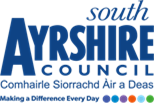 south
AYRSHIRE
COUNCIL
Comhairle Siorrachd Àir a Deas
Making a Difference Every Day